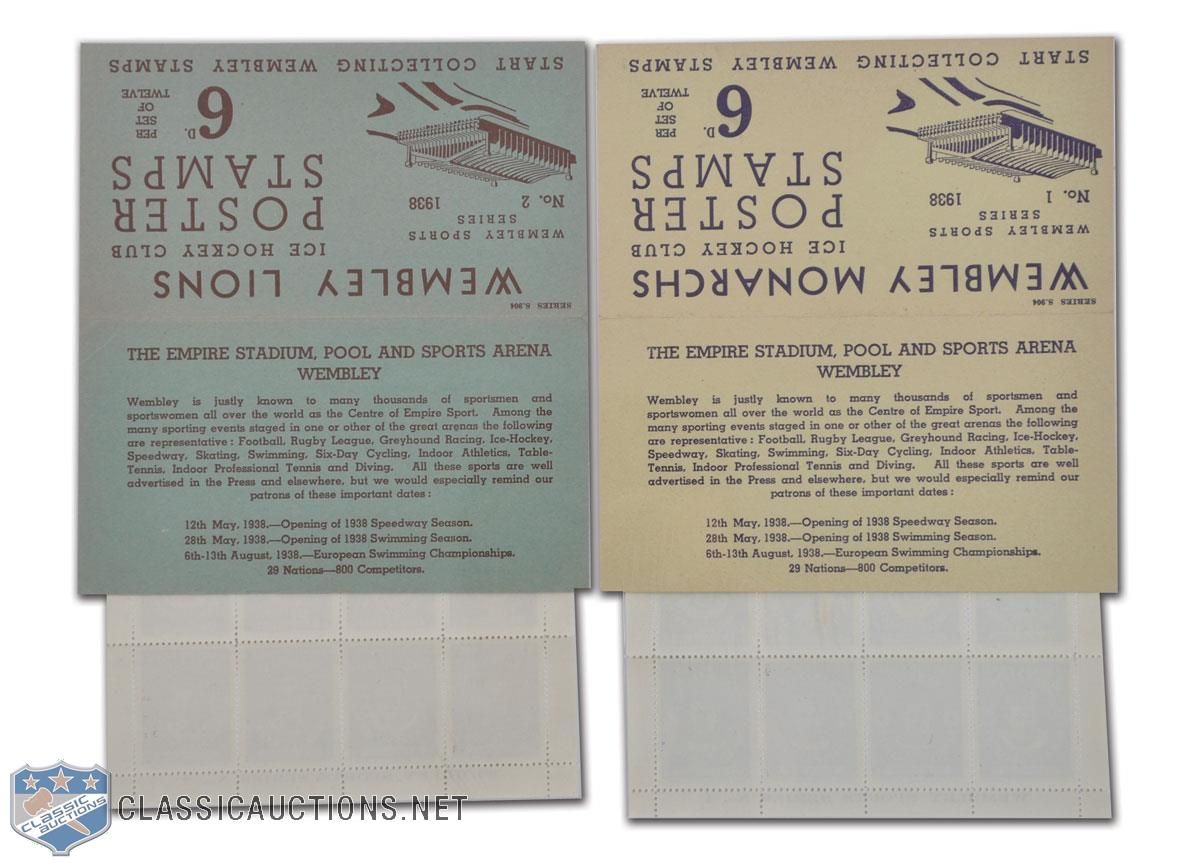 START COLLECTING WEMBLEY STAMPS
6D. PER SET OF TWELVE
WEMBLEY LIONS
ICE HOCKEY CLUB
POSTER
STAMPS
WEMBLEY SPORTS
SERIES
No. 2 1938
SERIES S.904
THE EMPIRE STADIUM, POOL AND SPORTS ARENA
WEMBLEY
Wembley is justly known to many thousands of sportsmen and
sportswomen all over the world as the Centre of Empire Sport. Among the
many sporting events staged in one or other of the great arenas the following
are representative : Football, Rugby League, Greyhound Racing, Ice-Hockey,
Speedway, Skating, Swimming, Six-Day Cycling, Indoor Athletics, Table-
Tennis, Indoor Professional Tennis and Diving. All these sports are well
advertised in the Press and elsewhere, but we would especially remind our
patrons of these important dates :
12th May, 1938.—Opening of 1938 Speedway Season.
28th May, 1938.—Opening of 1938 Swimming Season.
6th-13th August, 1938.—European Swimming Championships.
29 Nations—800 Competitors.
START COLLECTING WEMBLEY STAMPS
6D. PER SET OF TWELVE
WEMBLEY MONARCHS
ICE HOCKEY CLUB
POSTER
STAMPS
WEMBLEY SPORTS
SERIES
No. 1 1938
SERIES S.904
THE EMPIRE STADIUM, POOL AND SPORTS ARENA
WEMBLEY
Wembley is justly known to many thousands of sportsmen and
sportswomen all over the world as the Centre of Empire Sport. Among the
many sporting events staged in one or other of the great arenas the following
are representative : Football, Rugby League, Greyhound Racing, Ice-Hockey,
Speedway, Skating, Swimming, Six-Day Cycling, Indoor Athletics, Table-
Tennis, Indoor Professional Tennis and Diving. All these sports are well
advertised in the Press and elsewhere, but we would especially remind our
patrons of these important dates :
12th May, 1938.—Opening of 1938 Speedway Season.
28th May, 1938.—Opening of 1938 Swimming Season.
6th-13th August, 1938.—European Swimming Championships.
29 Nations—800 Competitors.
CLASSIC
AUCTIONS
CLASSICAUCTIONS.NET